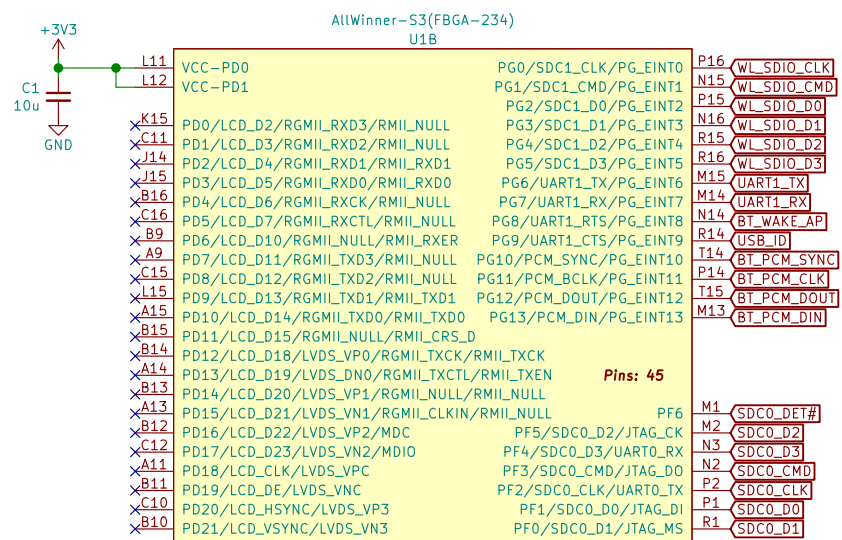 AllWinner-S3(FBGA-234)
U1B
+3V3
C1
10u
GND
L11 VCC-PD0
L12 VCC-PD1
K15 PD0/LCD_D2/RGMII_RXD3/RMII_NULL
C11 PD1/LCD_D3/RGMII_RXD2/RMII_NULL
J14 PD2/LCD_D4/RGMII_RXD1/RMII_RXD1
J15 PD3/LCD_D5/RGMII_RXD0/RMII_RXD0
B16 PD4/LCD_D6/RGMII_RXCK/RMII_NULL
C16 PD5/LCD_D7/RGMII_RXCTL/RMII_NULL
B9 PD6/LCD_D10/RGMII_NULL/RMII_RXER
A9 PD7/LCD_D11/RGMII_TXD3/RMII_NULL
C15 PD8/LCD_D12/RGMII_TXD2/RMII_NULL
L15 PD9/LCD_D13/RGMII_TXD1/RMII_TXD1
A15 PD10/LCD_D14/RGMII_TXD0/RMII_TXD0
B15 PD11/LCD_D15/RGMII_NULL/RMII_CRS_D
B14 PD12/LCD_D18/LVDS_VP0/RGMII_TXCK/RMII_TXCK
A14 PD13/LCD_D19/LVDS_DN0/RGMII_TXCTL/RMII_TXEN
B13 PD14/LCD_D20/LVDS_VP1/RGMII_NULL/RMII_NULL
A13 PD15/LCD_D21/LVDS_VN1/RGMII_CLKIN/RMII_NULL
B12 PD16/LCD_D22/LVDS_VP2/MDC
C12 PD17/LCD_D23/LVDS_VN2/MDIO
A11 PD18/LCD_CLK/LVDS_VPC
B11 PD19/LCD_DE/LVDS_VNC
C10 PD20/LCD_HSYNC/LVDS_VP3
B10 PD21/LCD_VSYNC/LVDS_VN3
PG0/SDC1_CLK/PG_EINT0 P16 WL_SDIO_CLK
PG1/SDC1_CMD/PG_EINT1 N15 WL_SDIO_CMD
PG2/SDC1_D0/PG_EINT2 P15 WL_SDIO_D0
PG3/SDC1_D1/PG_EINT3 N16 WL_SDIO_D1
PG4/SDC1_D2/PG_EINT4 R15 WL_SDIO_D2
PG5/SDC1_D3/PG_EINT5 R16 WL_SDIO_D3
PG6/UART1_TX/PG_EINT6 M15 UART1_TX
PG7/UART1_RX/PG_EINT7 M14 UART1_RX
PG8/UART1_RTS/PG_EINT8 N14 BT_WAKE_AP
PG9/UART1_CTS/PG_EINT9 R14 USB_ID
PG10/PCM_SYNC/PG_EINT10 T14 BT_PCM_SYNC
PG11/PCM_BCLK/PG_EINT11 P14 BT_PCM_CLK
PG12/PCM_DOUT/PG_EINT12 T15 BT_PCM_DOUT
PG13/PCM_DIN/PG_EINT13 M13 BT_PCM_DIN
Pins: 45
PF6 M1 SDC0_DET#
PF5/SDC0_D2/JTAG_CK M2 SDC0_D2
PF4/SDC0_D3/UART0_RX N3 SDC0_D3
PF3/SDC0_CMD/JTAG_DO N2 SDC0_CMD
PF2/SDC0_CLK/UART0_TX P2 SDC0_CLK
PF1/SDC0_D0/JTAG_DI P1 SDC0_D0
PF0/SDC0_D1/JTAG_MS R1 SDC0_D1